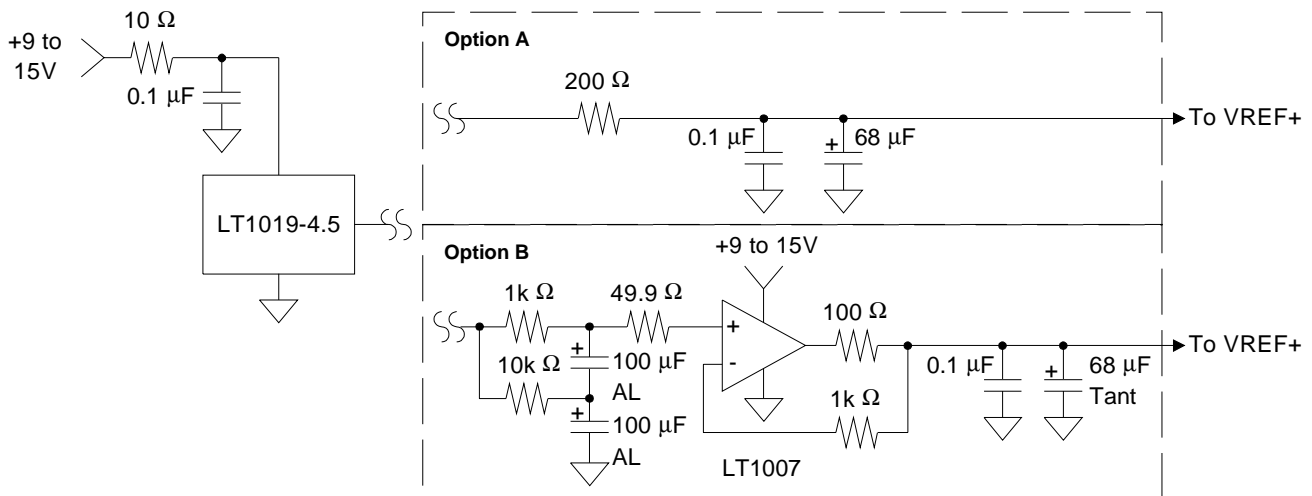 +9 to
15V
10 Ω
0.1 µF
LT1019-4.5
Option A
200 Ω
0.1 µF
+
68 µF
To VREF+
Option B
+9 to 15V
1k Ω
49.9 Ω
+
-
100 Ω
10k Ω
+
100 µF
AL
+
100 µF
AL
1k Ω
LT1007
0.1 µF
+
68 µF
Tant
To VREF+